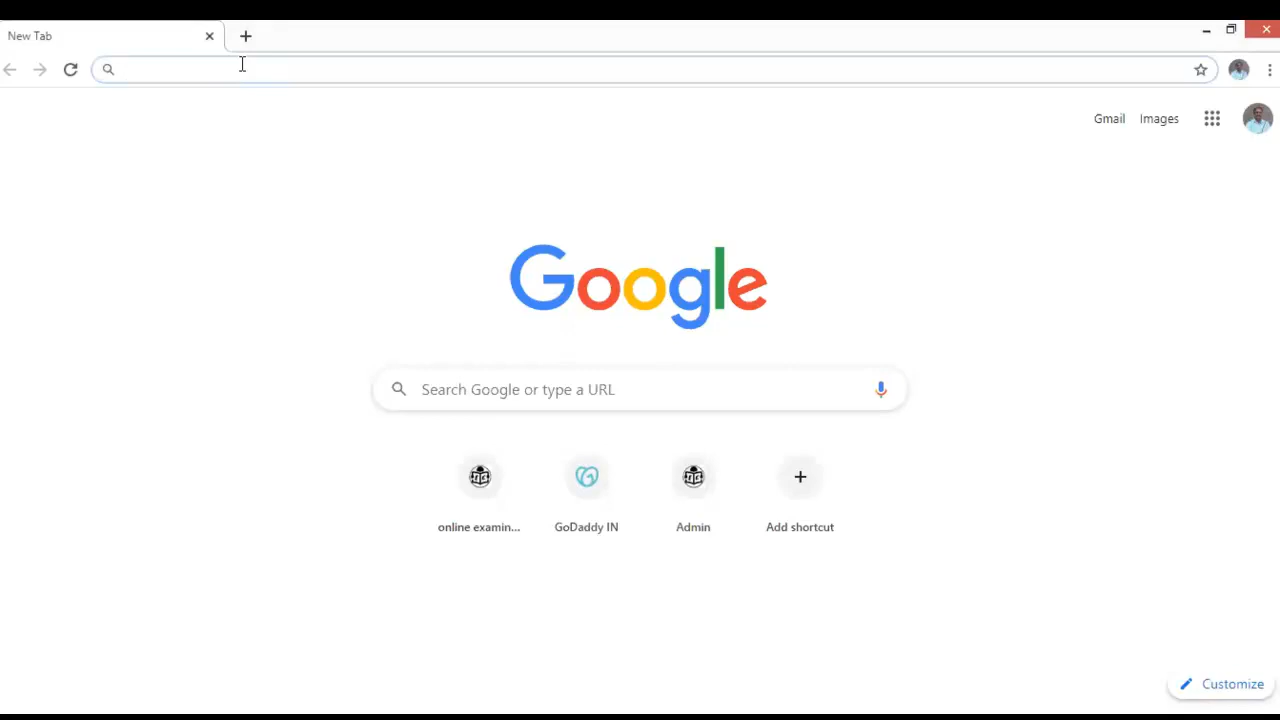 New Tab
Gmail Images
Google
Search Google or type a URL
online examin... GoDaddy IN Admin Add shortcut
Customize